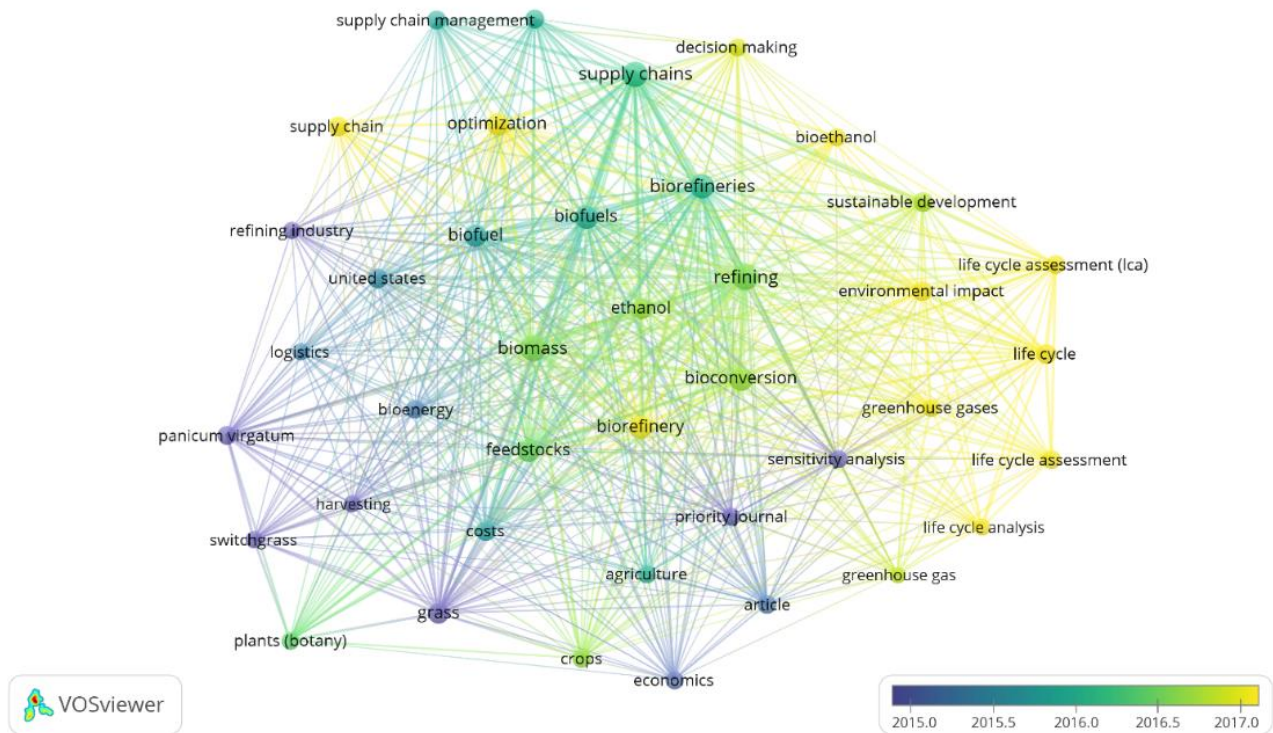 supply chain management
decision making
supply chains
supply chain
optimization
bioethanol
biorefineries
sustainable development
biofuels
refining industry
biofuel
life cycle assessment (lca)
united states
refining
environmental impact
ethanol
logistics
biomass
life cycle
bioconversion
bioenergy
greenhouse gases
panicum virgatum
biorefinery
feedstocks
sensitivity analysis
life cycle assessment
harvesting
priority journal
switchgrass
costs
life cycle analysis
agriculture
greenhouse gas
grass
article
plants (botany)
crops
economics
VOSviewer
2015.0 2015.5 2016.0 2016.5 2017.0